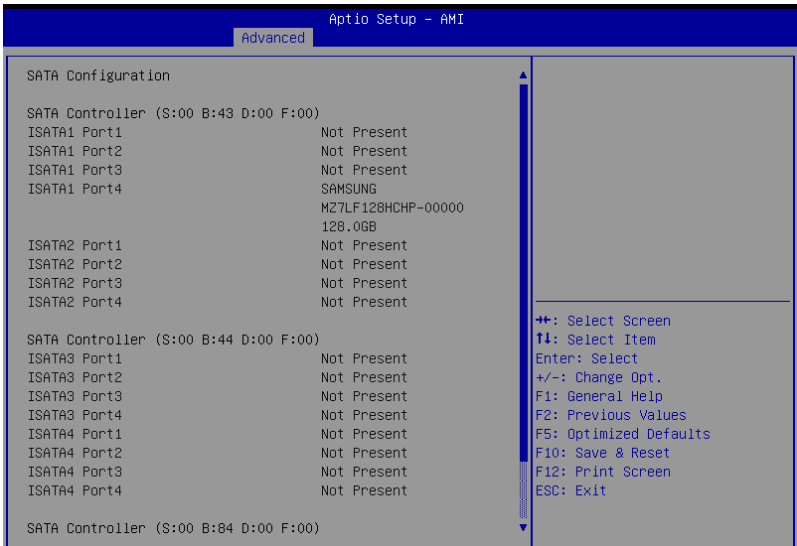 Aptio Setup - AMI
Advanced
SATA Configuration
SATA Controller (S:00 B:43 D:00 F:00)
ISATA1 Port1 Not Present
ISATA1 Port2 Not Present
ISATA1 Port3 Not Present
ISATA1 Port4 SAMSUNG
MZ7LF128HCHP-00000
128.0GB
ISATA2 Port1 Not Present
ISATA2 Port2 Not Present
ISATA2 Port3 Not Present
ISATA2 Port4 Not Present
SATA Controller (S:00 B:44 D:00 F:00)
ISATA3 Port1 Not Present
ISATA3 Port2 Not Present
ISATA3 Port3 Not Present
ISATA3 Port4 Not Present
ISATA4 Port1 Not Present
ISATA4 Port2 Not Present
ISATA4 Port3 Not Present
ISATA4 Port4 Not Present
SATA Controller (S:00 B:84 D:00 F:00)
→←: Select Screen
↑↓: Select Item
Enter: Select
+/-: Change Opt.
F1: General Help
F2: Previous Values
F5: Optimized Defaults
F10: Save & Reset
F12: Print Screen
ESC: Exit